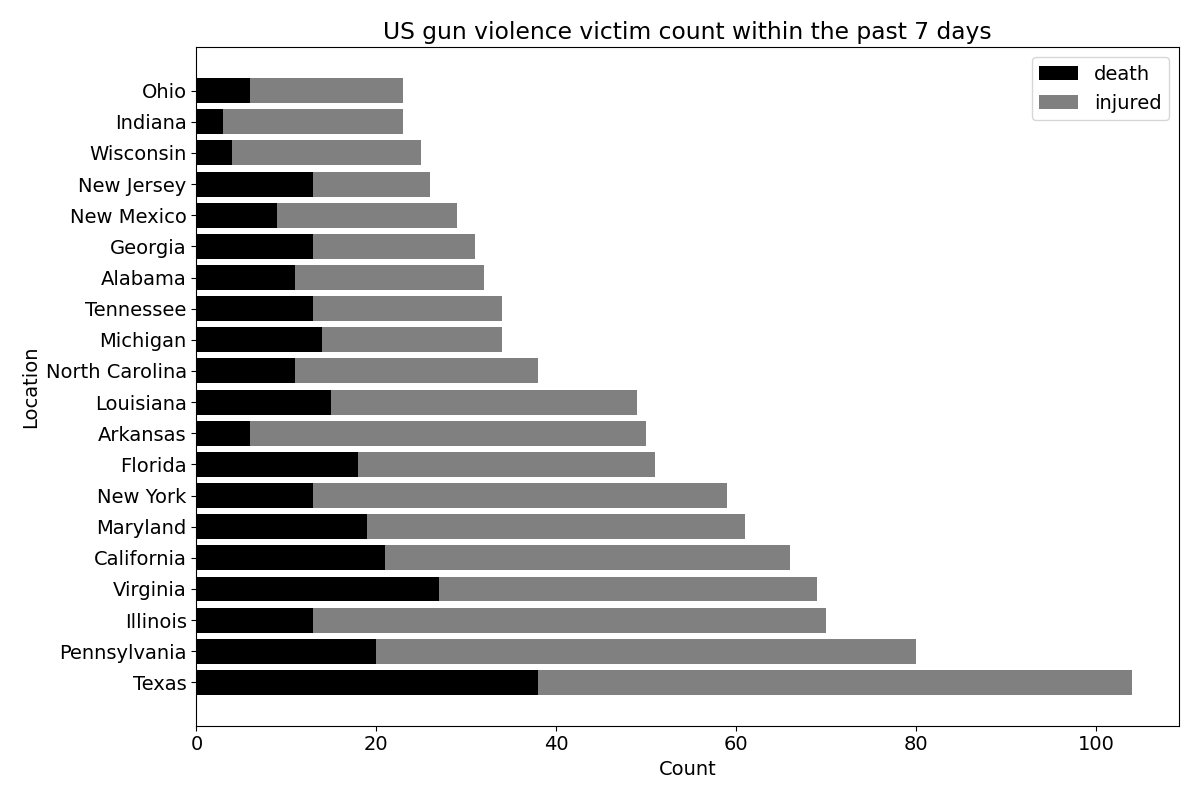 US gun violence victim count within the past 7 days
death
injured
Ohio
Indiana
Wisconsin
New Jersey
New Mexico
Georgia
Alabama
Tennessee
Michigan
North Carolina
Louisiana
Arkansas
Florida
New York
Maryland
California
Virginia
Illinois
Pennsylvania
Texas
Location
0 20 40 60 80 100
Count